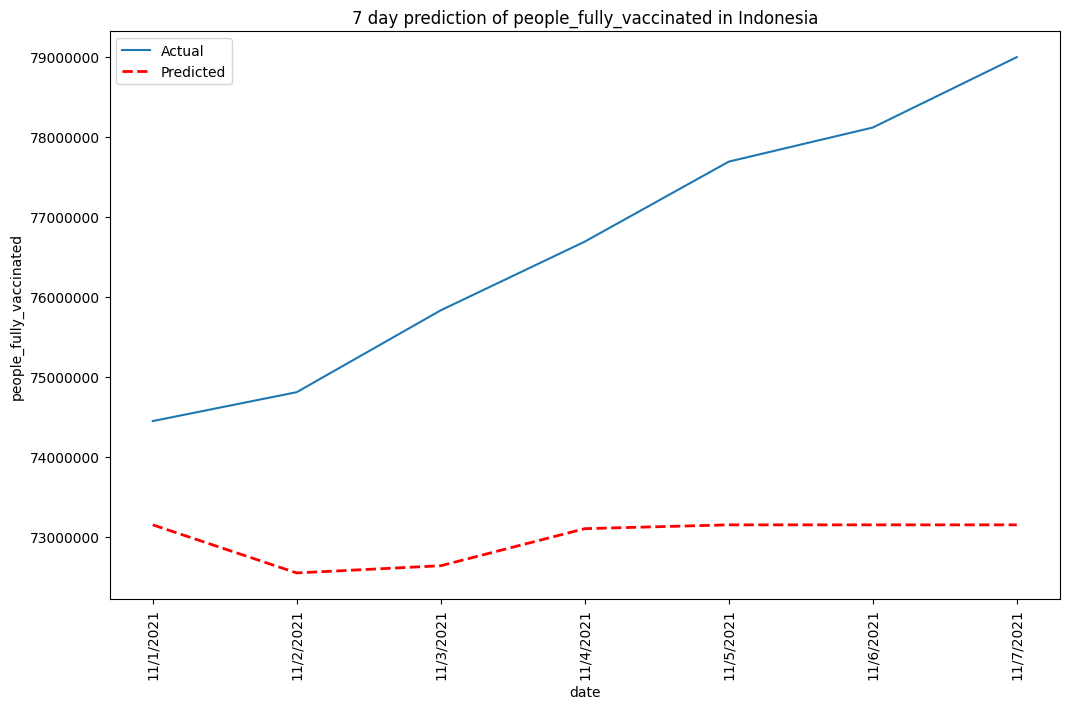 7 day prediction of people_fully_vaccinated in Indonesia
Actual
Predicted
people_fully_vaccinated
79000000
78000000
77000000
76000000
75000000
74000000
73000000
11/1/2021
11/2/2021
11/3/2021
11/4/2021
11/5/2021
11/6/2021
11/7/2021
date